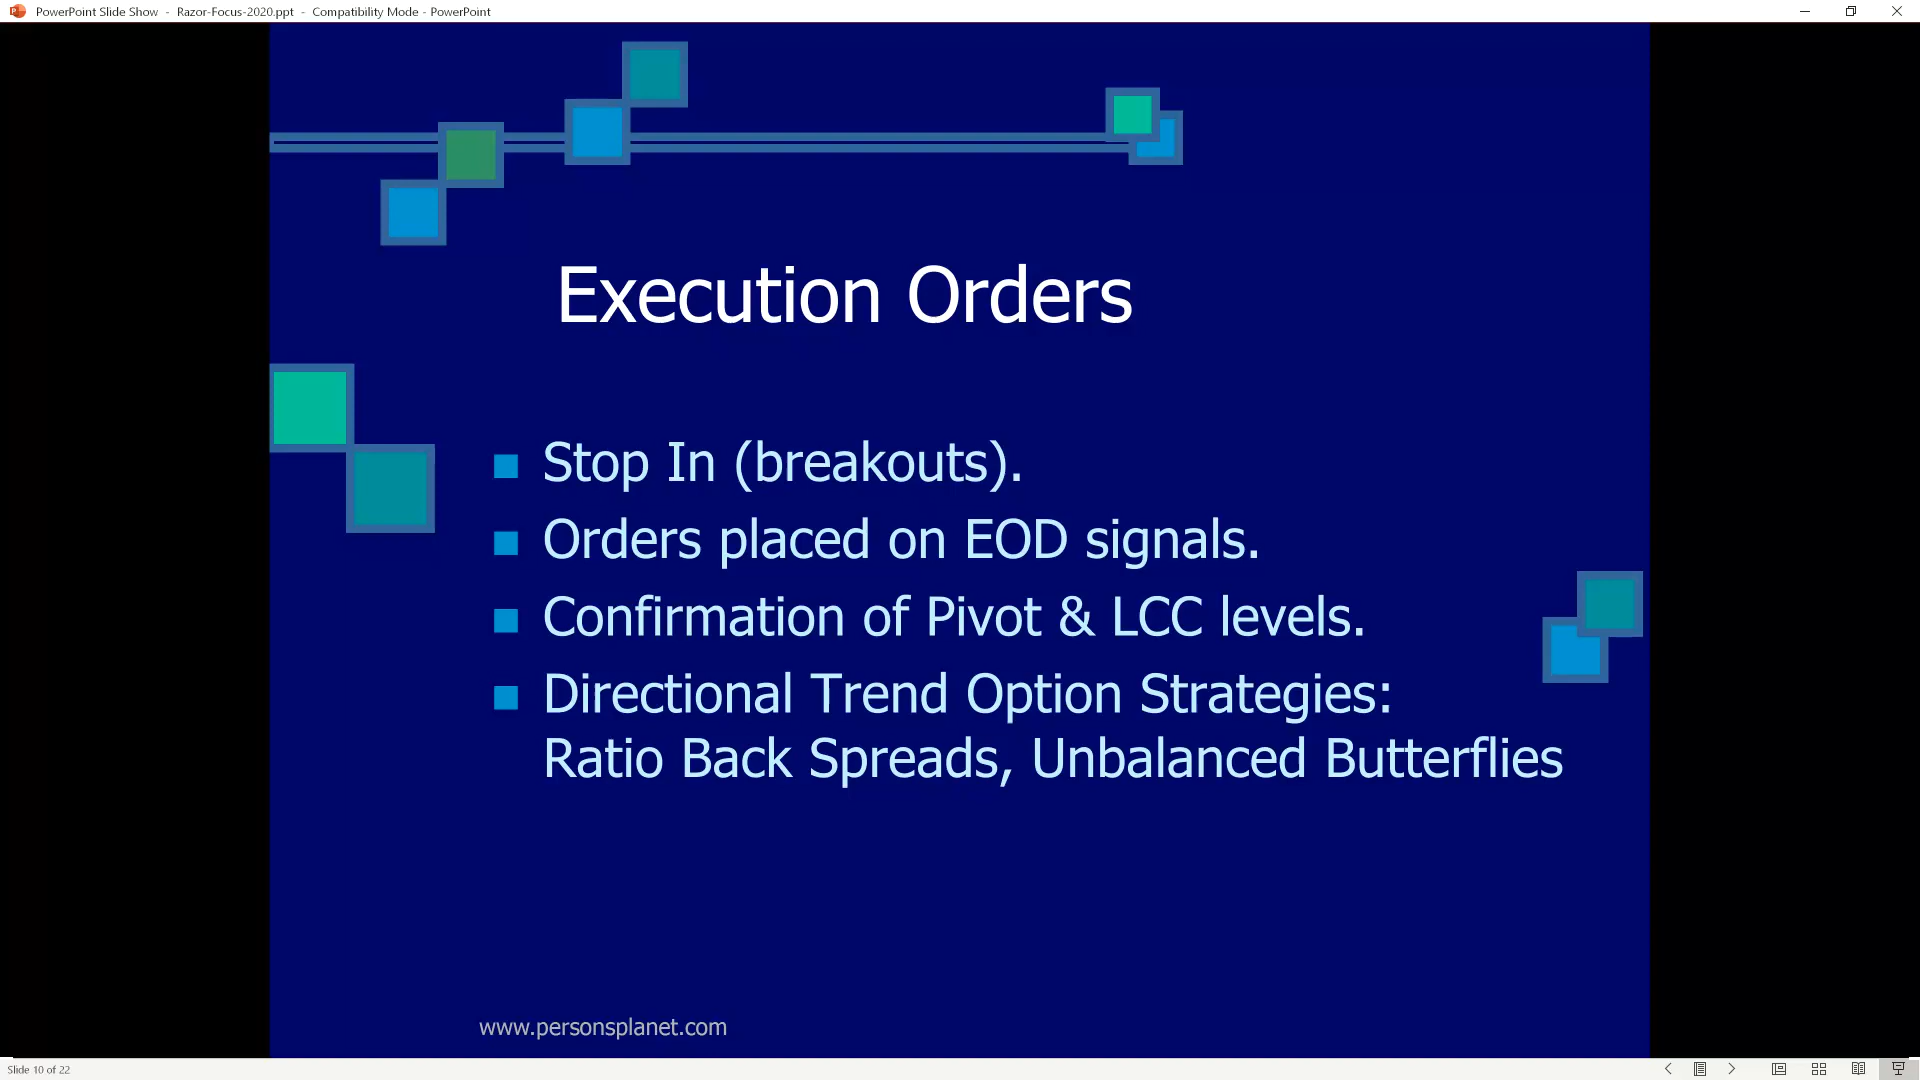 PowerPoint Slide Show - Razor-Focus-2020.ppt - Compatibility Mode - PowerPoint
Execution Orders
Stop In (breakouts).
Orders placed on EOD signals.
Confirmation of Pivot & LCC levels.
Directional Trend Option Strategies:
Ratio Back Spreads, Unbalanced Butterflies
www.personsplanet.com
Slide 10 of 22